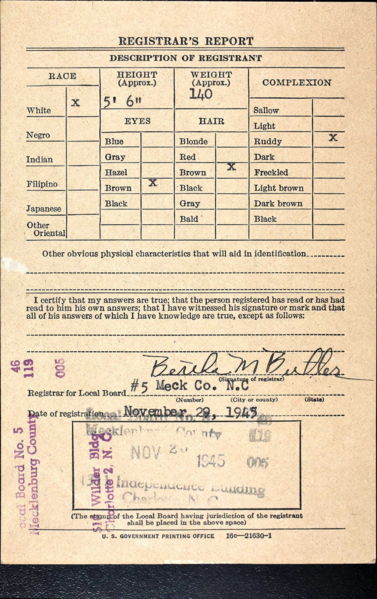 REGISTRAR'S REPORT
DESCRIPTION OF REGISTRANT
RACE
HEIGHT (Approx.)
WEIGHT (Approx.)
COMPLEXION
5' 6"
140
White X
Sallow
EYES
HAIR
Light
Negro
Blue
Blonde
Ruddy X
Gray
Red
Dark
Indian
Hazel
Brown X
Freckled
Filipino
Brown X
Black
Light brown
Japanese
Black
Gray
Dark brown
Other Oriental
Bald
Black
Other obvious physical characteristics that will aid in identification
I certify that my answers are true; that the person registered has read or has had
read to him his own answers; that I have witnessed his signature or mark and that
all of his answers of which I have knowledge are true, except as follows:
46
119
005
Bertha M Butler
(Signature of registrar)
Registrar for Local Board #5 Meck Co. N.C
(Number) (City or county) (State)
Date of registration November 29, 1945
Board No. 5
Mecklenburg County
Wilder Bldg
Charlotte 2, N. C.
NOV 1945
005
Independence Building
(The stamp of the Local Board having jurisdiction of the registrant
shall be placed in the above space)
U. S. GOVERNMENT PRINTING OFFICE 16c—21630-1